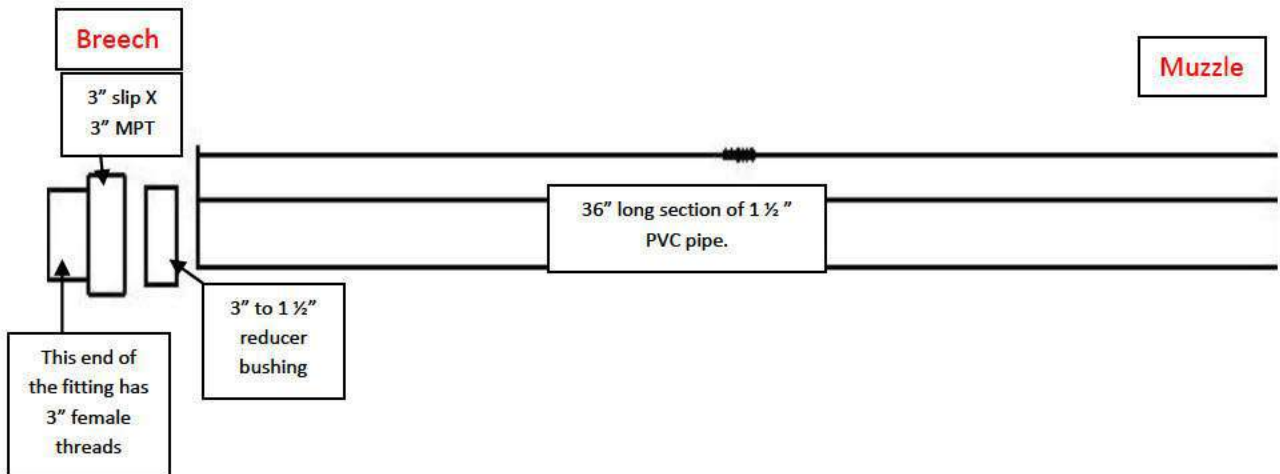 Breech
Muzzle
3” slip X
3” MPT
36” long section of 1 ½ ”
PVC pipe.
3” to 1 ½”
reducer
bushing
This end of
the fitting has
3” female
threads